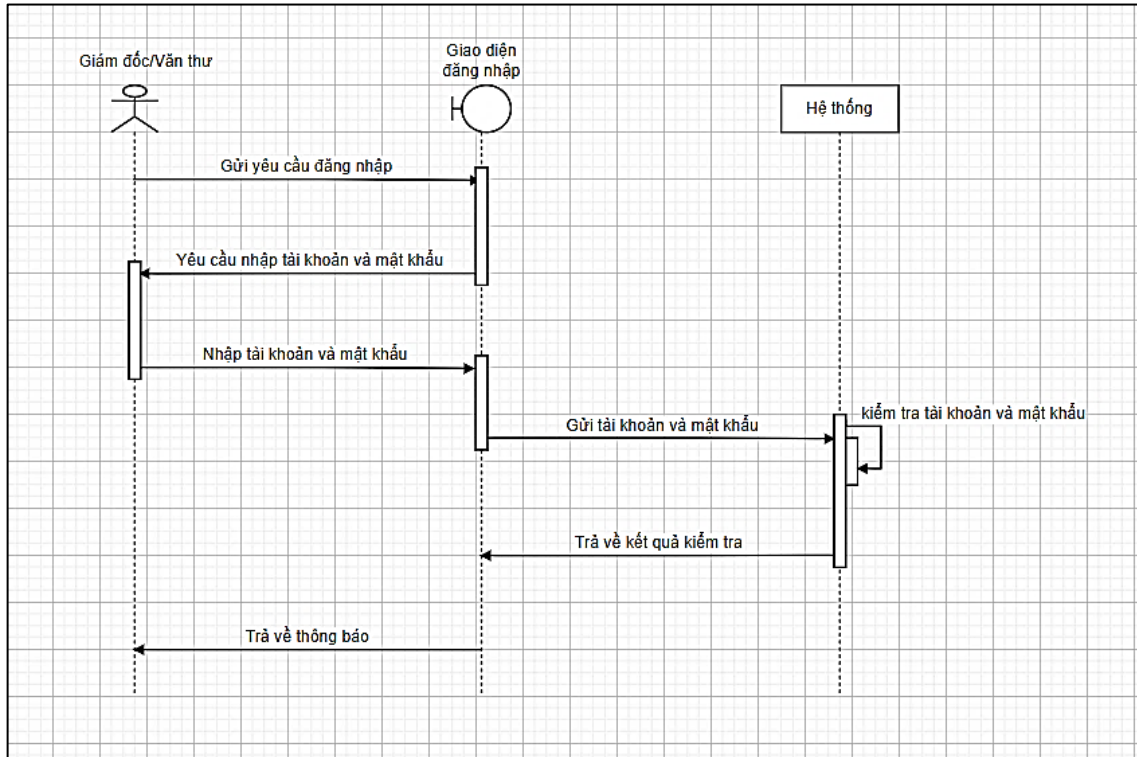 Giám đốc/Văn thư
Giao diện
đăng nhập
Hệ thống
Gửi yêu cầu đăng nhập
Yêu cầu nhập tài khoản và mật khẩu
Nhập tài khoản và mật khẩu
kiểm tra tài khoản và mật khẩu
Gửi tài khoản và mật khẩu
Trả về kết quả kiểm tra
Trả về thông báo